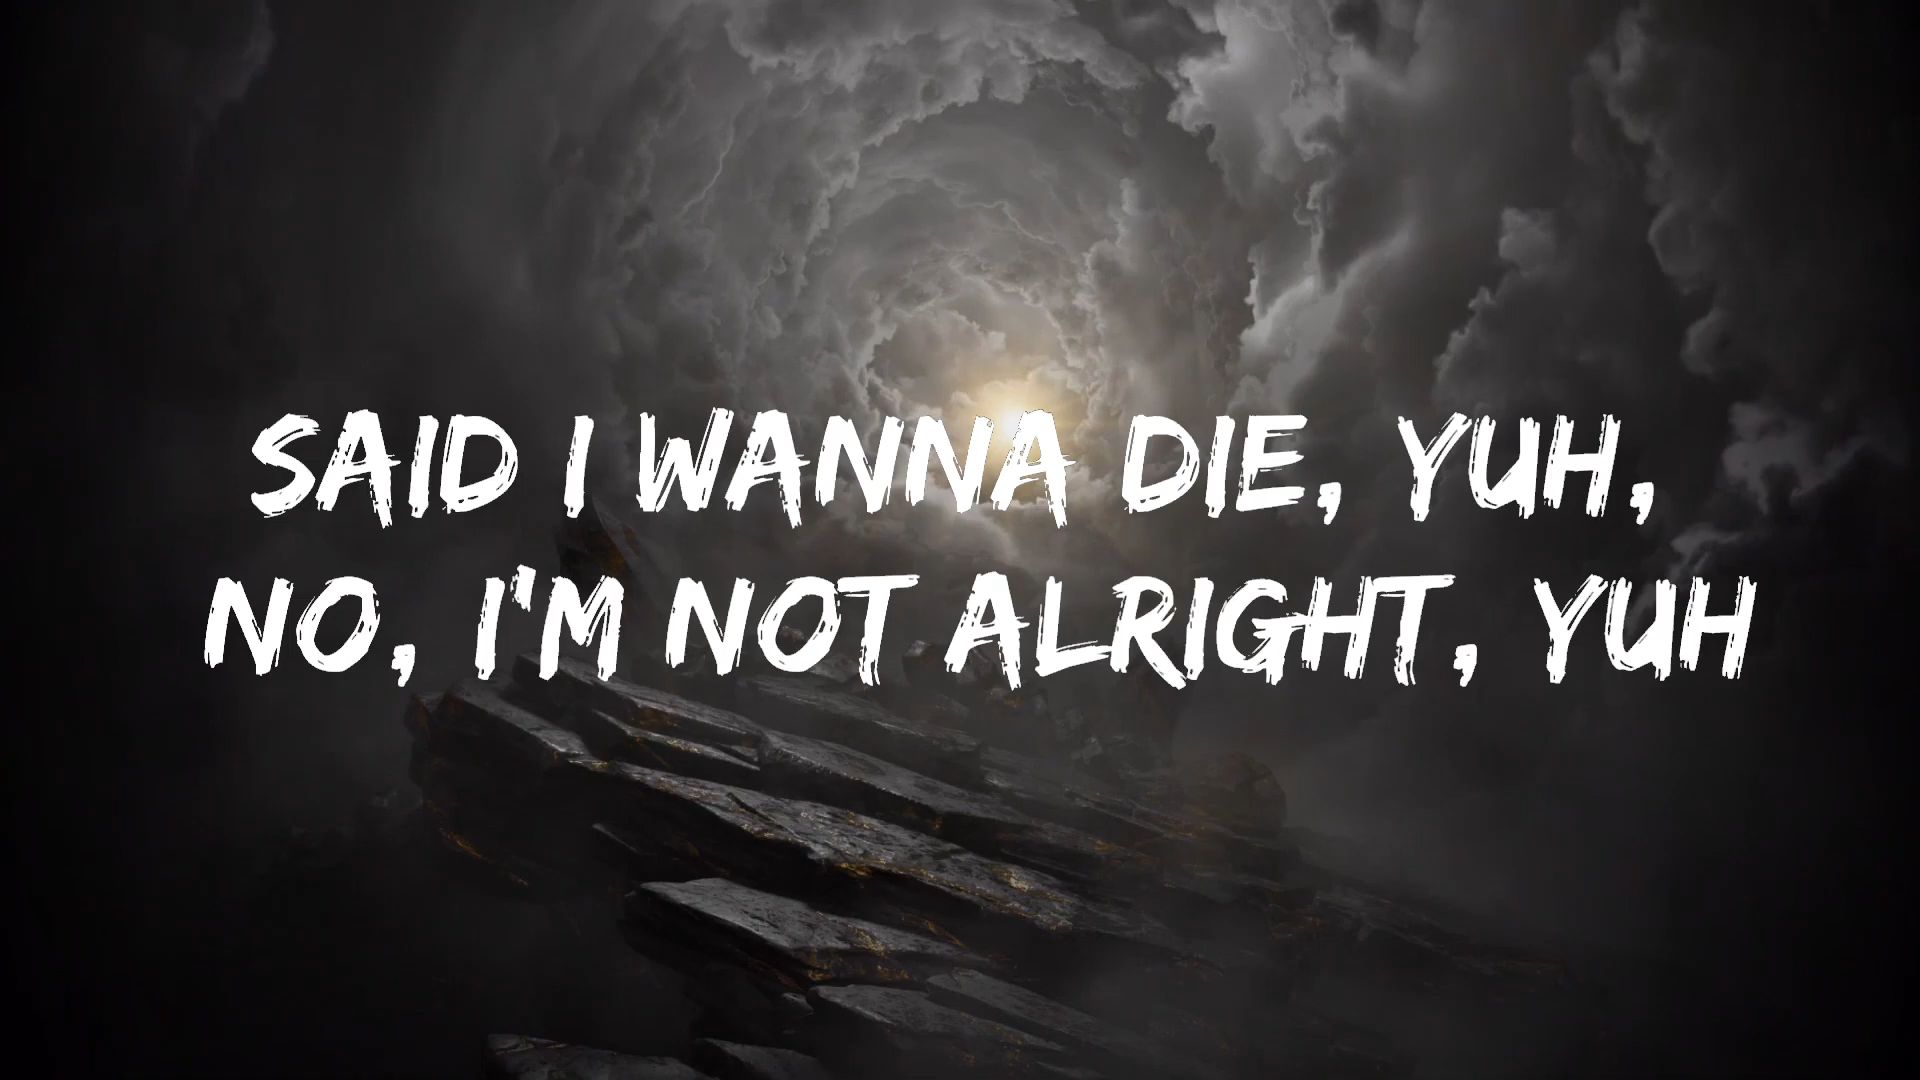 SAID I WANNA DIE, YUH,
NO, I'M NOT ALRIGHT, YUH